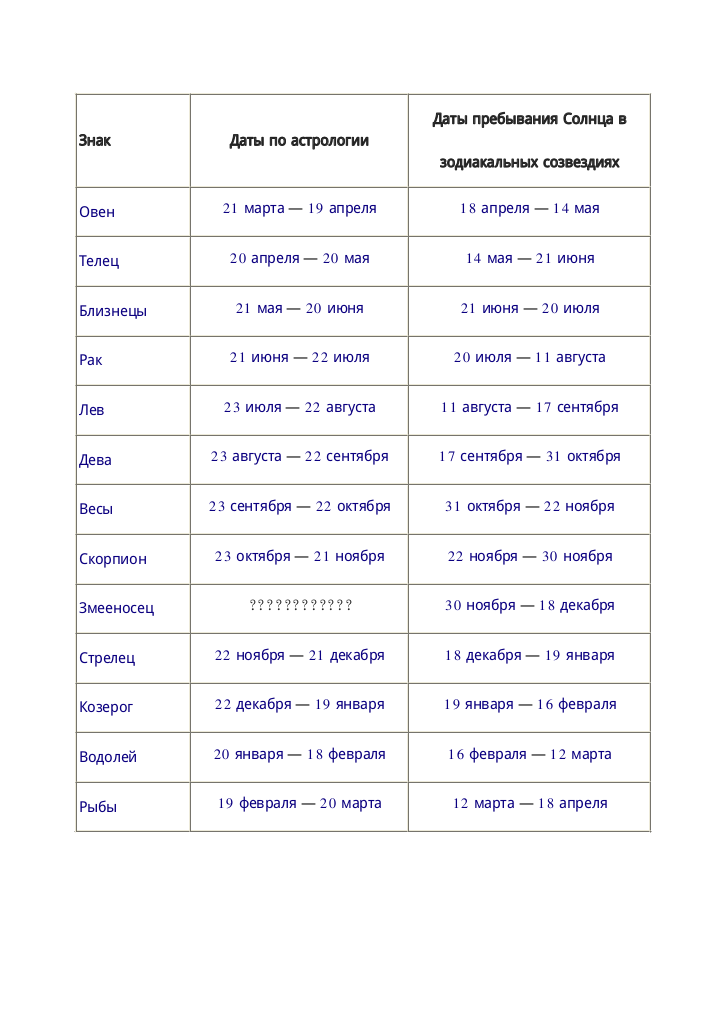 Знак
Даты по астрологии
Даты пребывания Солнца в
зодиакальных созвездиях
Овен
21 марта — 19 апреля
18 апреля — 14 мая
Телец
20 апреля — 20 мая
14 мая — 21 июня
Близнецы
21 мая — 20 июня
21 июня — 20 июля
Рак
21 июня — 22 июля
20 июля — 11 августа
Лев
23 июля — 22 августа
11 августа — 17 сентября
Дева
23 августа — 22 сентября
17 сентября — 31 октября
Весы
23 сентября — 22 октября
31 октября — 22 ноября
Скорпион
23 октября — 21 ноября
22 ноября — 30 ноября
Змееносец
????????????
30 ноября — 18 декабря
Стрелец
22 ноября — 21 декабря
18 декабря — 19 января
Козерог
22 декабря — 19 января
19 января — 16 февраля
Водолей
20 января — 18 февраля
16 февраля — 12 марта
Рыбы
19 февраля — 20 марта
12 марта — 18 апреля